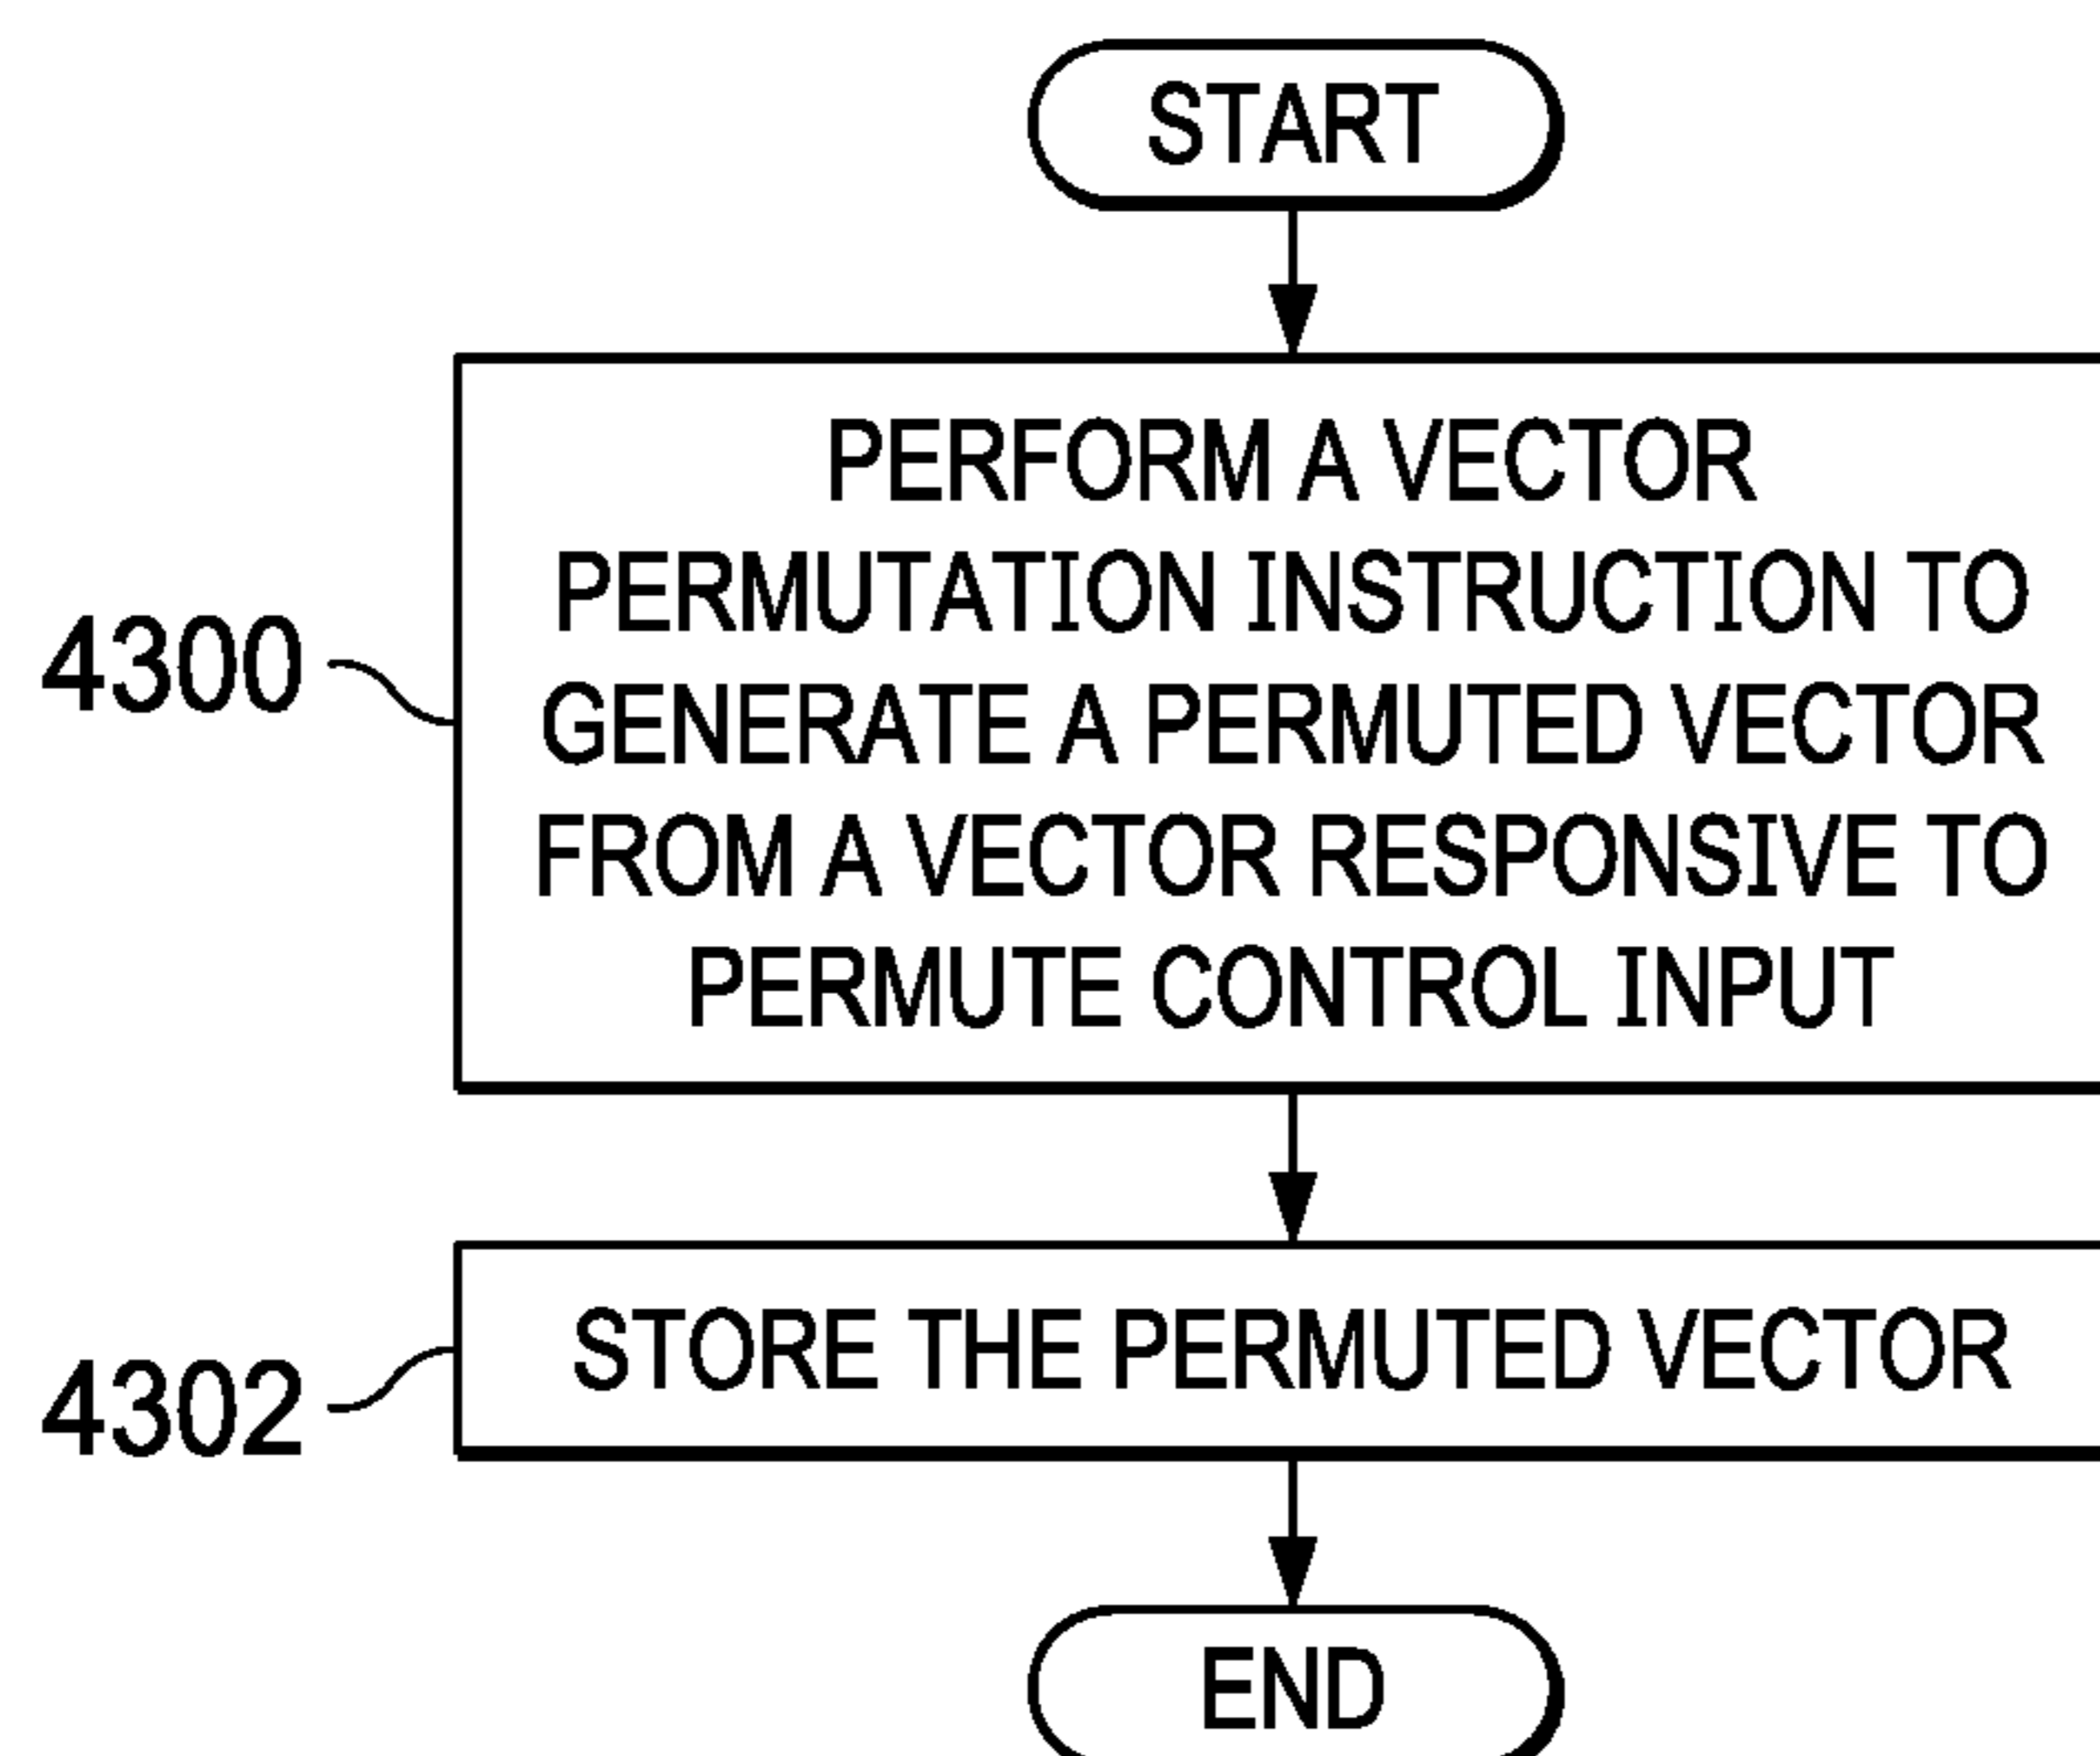 START
PERFORM A VECTOR
PERMUTATION INSTRUCTION TO
GENERATE A PERMUTED VECTOR
FROM A VECTOR RESPONSIVE TO
PERMUTE CONTROL INPUT
4300
STORE THE PERMUTED VECTOR
4302
END